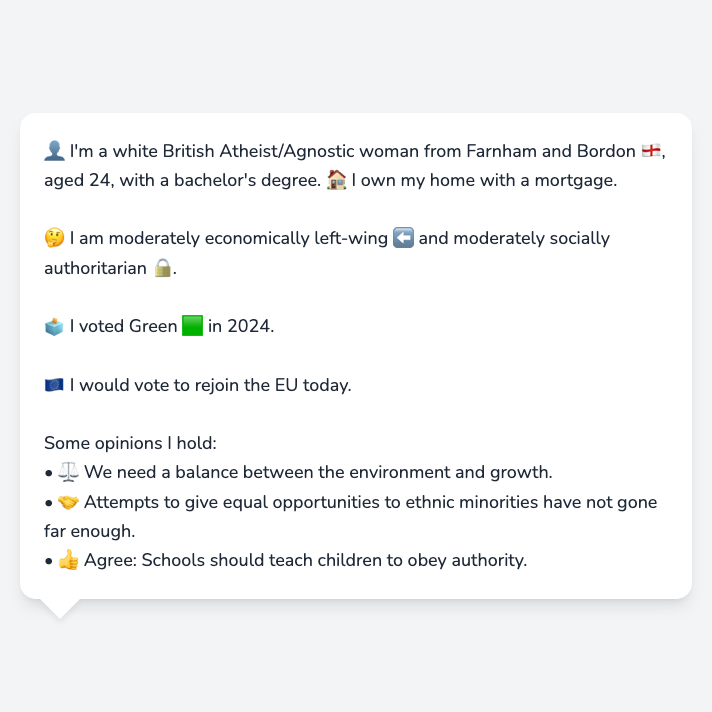 👤 I'm a white British Atheist/Agnostic woman from Farnham and Bordon 🏴󠁧󠁢󠁥󠁮󠁧󠁿,
aged 24, with a bachelor's degree. 🏠 I own my home with a mortgage.
🤔 I am moderately economically left-wing ⬅️ and moderately socially
authoritarian 🔒.
🗳️ I voted Green 🟩 in 2024.
🇪🇺 I would vote to rejoin the EU today.
Some opinions I hold:
• ⚖️ We need a balance between the environment and growth.
• 🤝 Attempts to give equal opportunities to ethnic minorities have not gone
far enough.
• 👍 Agree: Schools should teach children to obey authority.